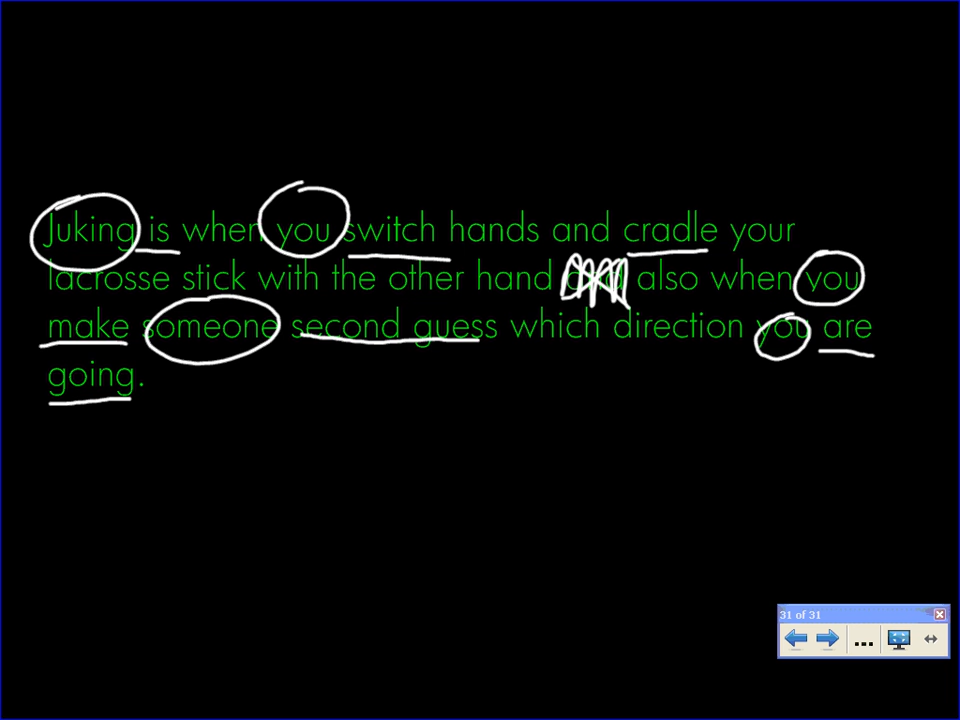 Juking is when you switch hands and cradle your
lacrosse stick with the other hand also when you
make someone second guess which direction you are
going.
31 of 31